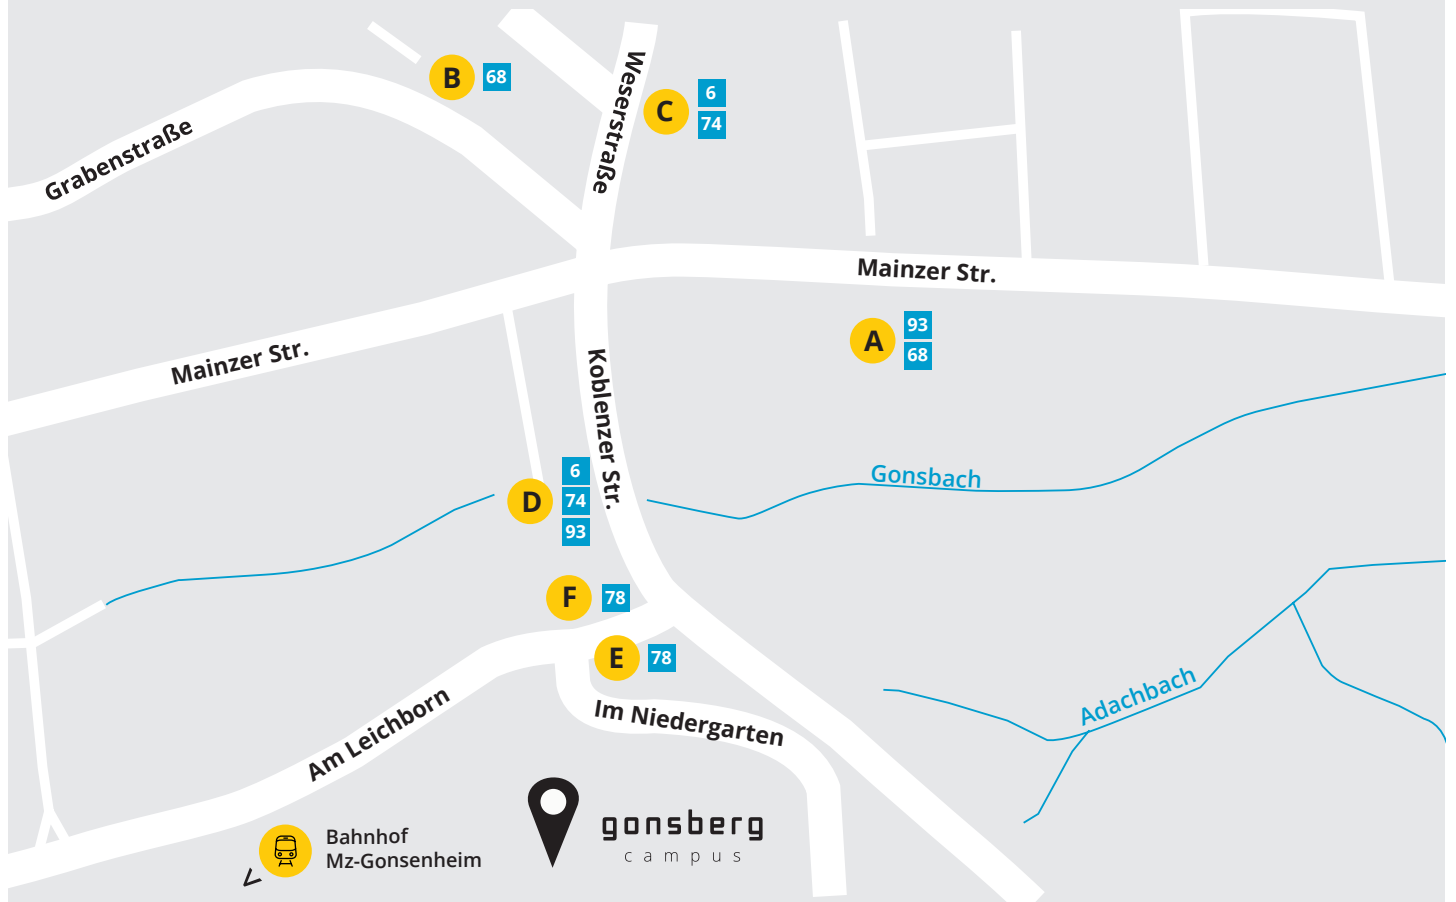 B 68
C 6
74
Weserstraße
Grabenstraße
Mainzer Str.
Mainzer Str.
A 93
68
Koblenzer Str.
Gonsbach
D 6
74
93
F 78
E 78
Adachbach
Im Niedergarten
Am Leichborn
gonsberg
campus
Bahnhof
Mz-Gonsenheim